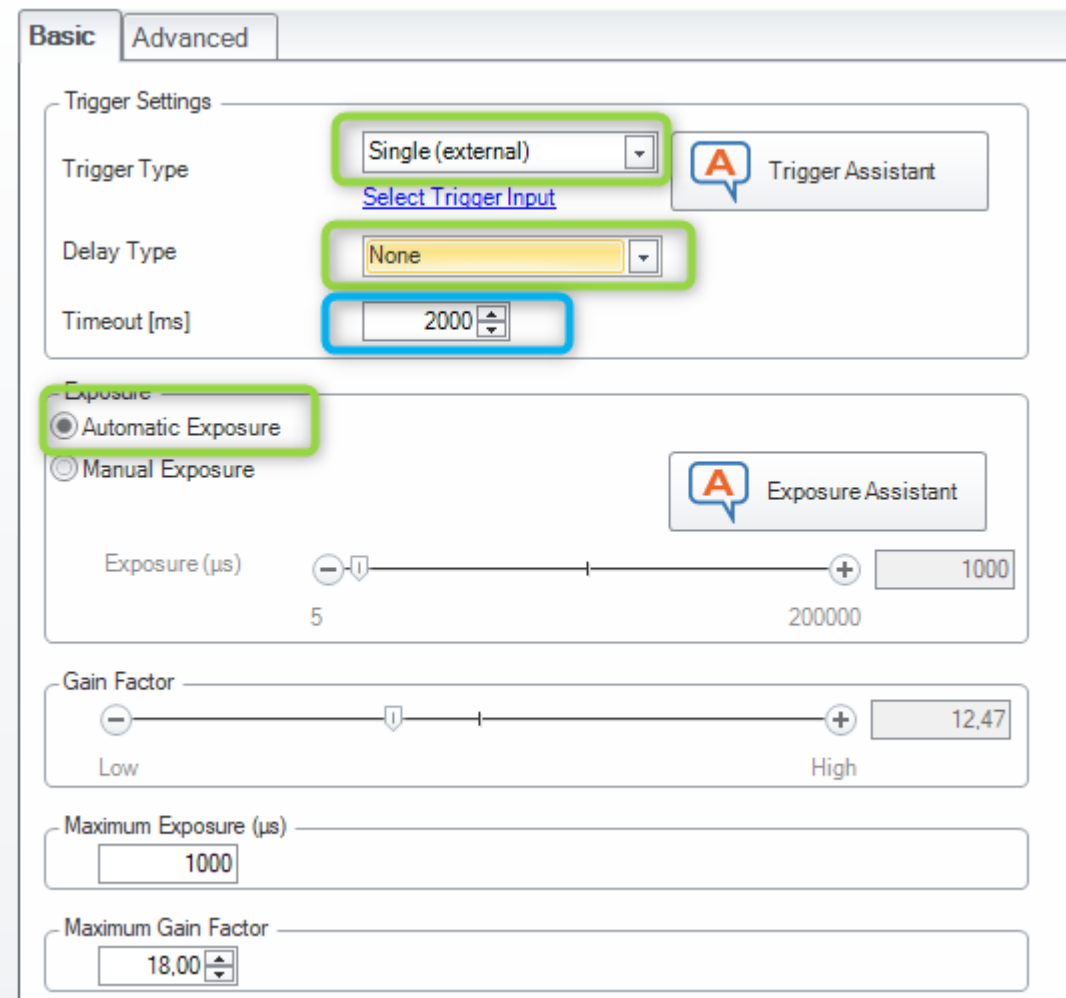 Basic Advanced
Trigger Settings
Trigger Type Single (external) A Trigger Assistant
Select Trigger Input
Delay Type None
Timeout [ms] 2000
Exposure
Automatic Exposure
Manual Exposure
A Exposure Assistant
Exposure (µs) 1000
5 200000
Gain Factor
12,47
Low High
Maximum Exposure (µs)
1000
Maximum Gain Factor
18,00